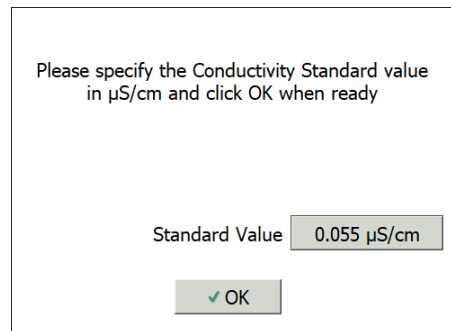 Please specify the Conductivity Standard value
in µS/cm and click OK when ready
Standard Value 0.055 µS/cm
OK